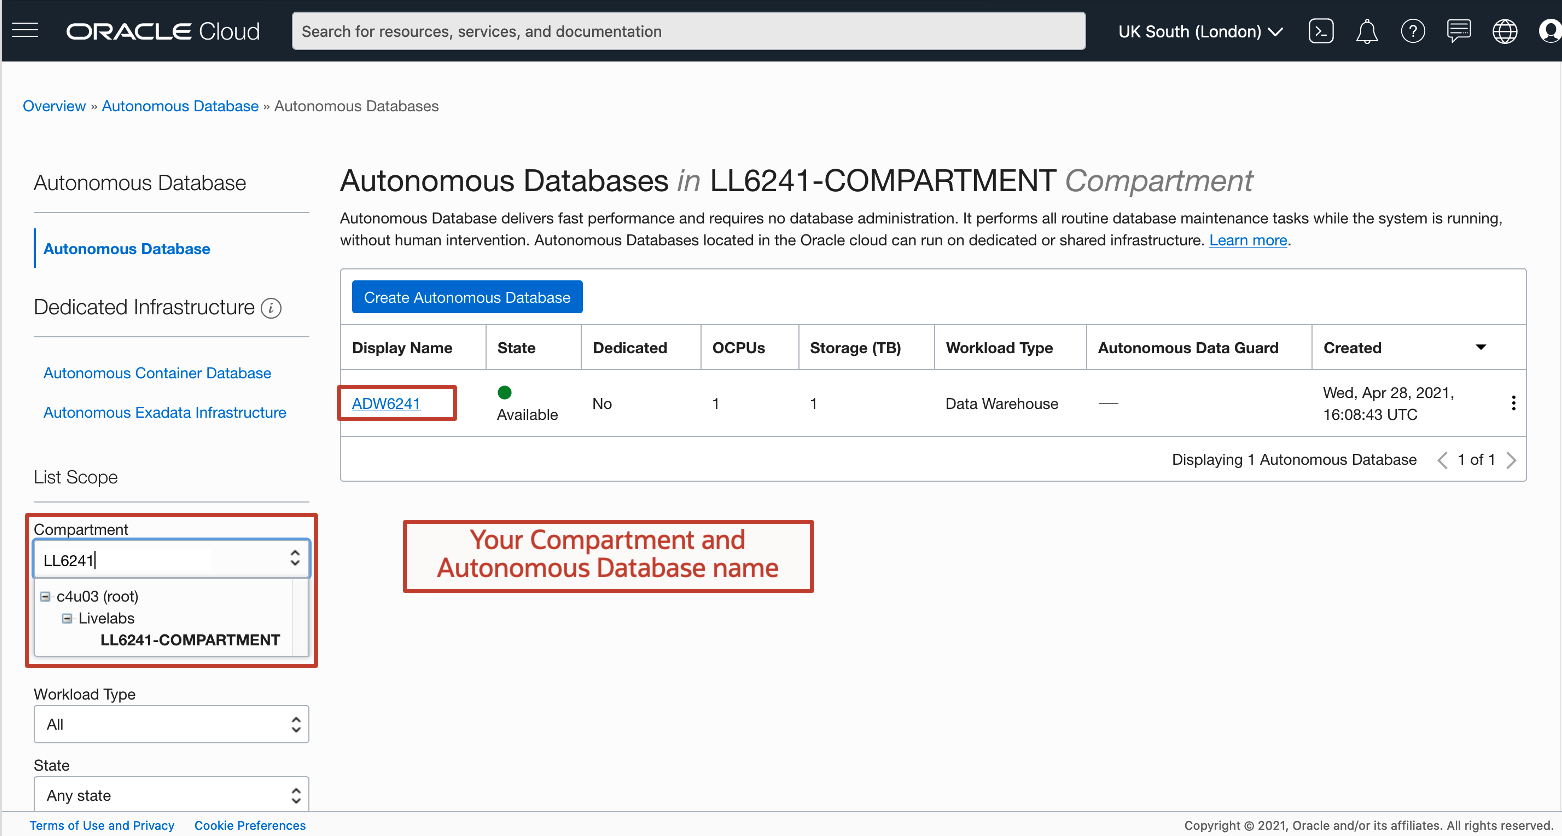 ORACLE Cloud
Search for resources, services, and documentation
UK South (London)
Overview » Autonomous Database » Autonomous Databases
Autonomous Database
Autonomous Database
Dedicated Infrastructure i
Autonomous Container Database
Autonomous Exadata Infrastructure
List Scope
Compartment
LL6241
c4u03 (root)
Livelabs
LL6241-COMPARTMENT
Workload Type
All
State
Any state
Autonomous Databases in LL6241-COMPARTMENT Compartment
Autonomous Database delivers fast performance and requires no database administration. It performs all routine database maintenance tasks while the system is running,
without human intervention. Autonomous Databases located in the Oracle cloud can run on dedicated or shared infrastructure. Learn more.
Create Autonomous Database
Display Name State Dedicated OCPUs Storage (TB) Workload Type Autonomous Data Guard Created
ADW6241 Available No 1 1 Data Warehouse — Wed, Apr 28, 2021,
16:08:43 UTC
Displaying 1 Autonomous Database < 1 of 1 >
Your Compartment and
Autonomous Database name
Terms of Use and Privacy Cookie Preferences
Copyright © 2021, Oracle and/or its affiliates. All rights reserved.